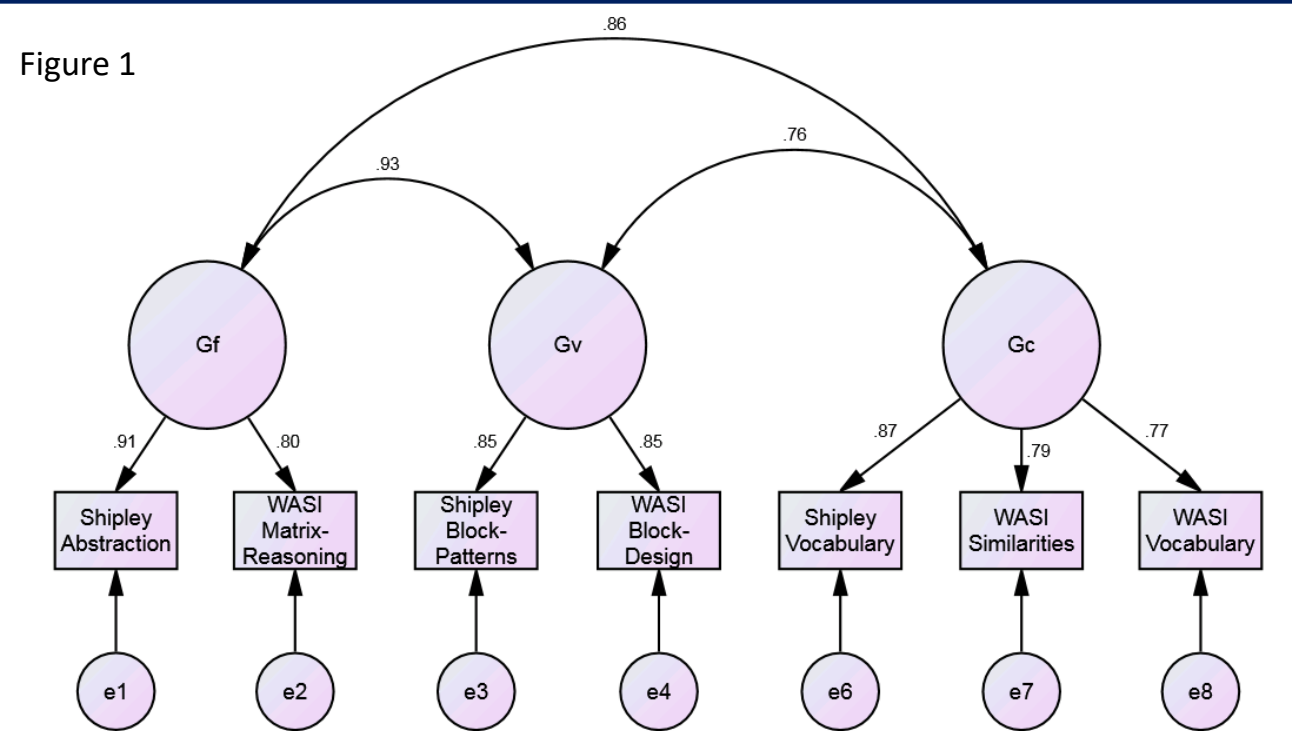 .86
Figure 1
.76
.93
Gf
Gv
Gc
.91
.80
.85
.85
.87
.79
.77
Shipley
Abstraction
WASI
Matrix-
Reasoning
Shipley
Block-
Patterns
WASI
Block-
Design
Shipley
Vocabulary
WASI
Similarities
WASI
Vocabulary
e1
e2
e3
e4
e6
e7
e8